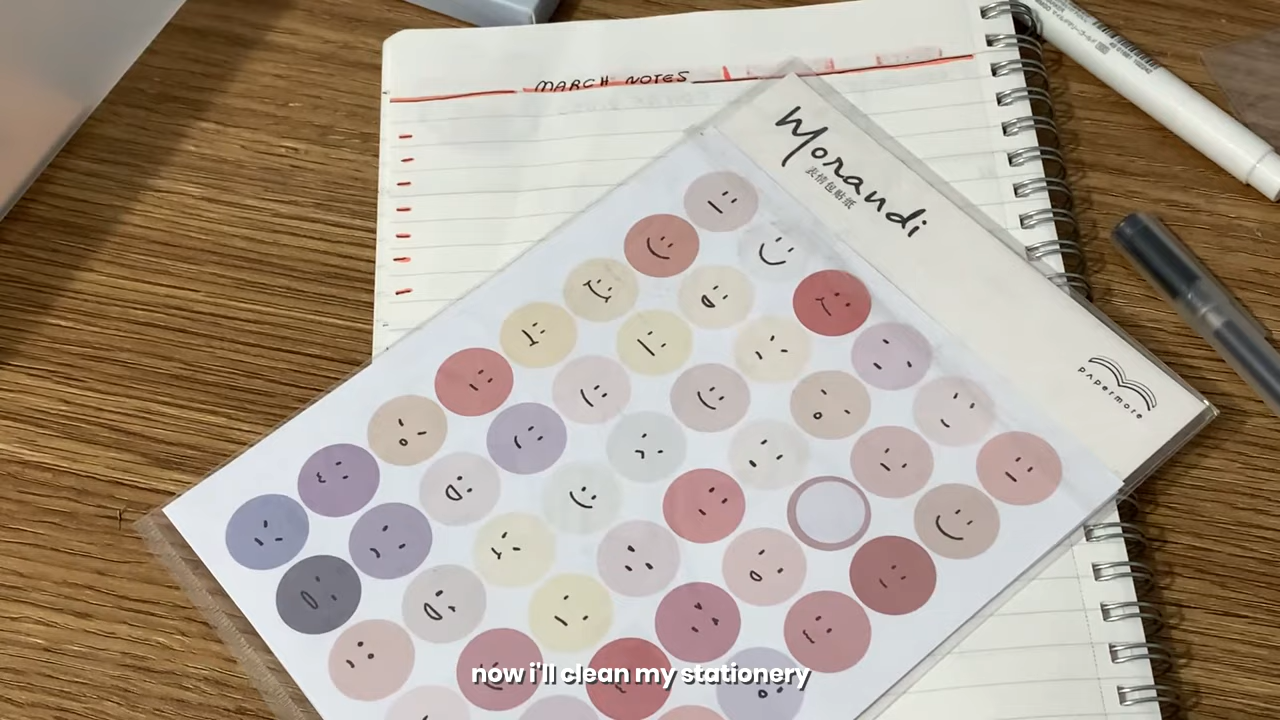 MARCH NOTES
Morandi
表情包贴纸
papermore
now i'll clean my stationery